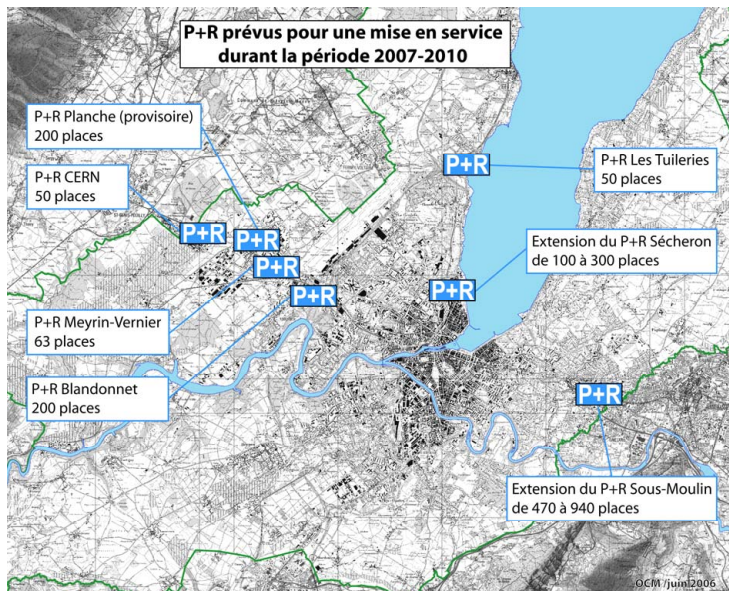 P+R prévus pour une mise en service
durant la période 2007-2010
P+R Planche (provisoire)
200 places
P+R CERN
50 places
P+R Les Tuileries
50 places
P+R
P+R
P+R
P+R
P+R
P+R
P+R
Extension du P+R Sécheron
de 100 à 300 places
P+R Meyrin-Vernier
63 places
P+R Blandonnet
200 places
Extension du P+R Sous-Moulin
de 470 à 940 places
OCM /juin 2006